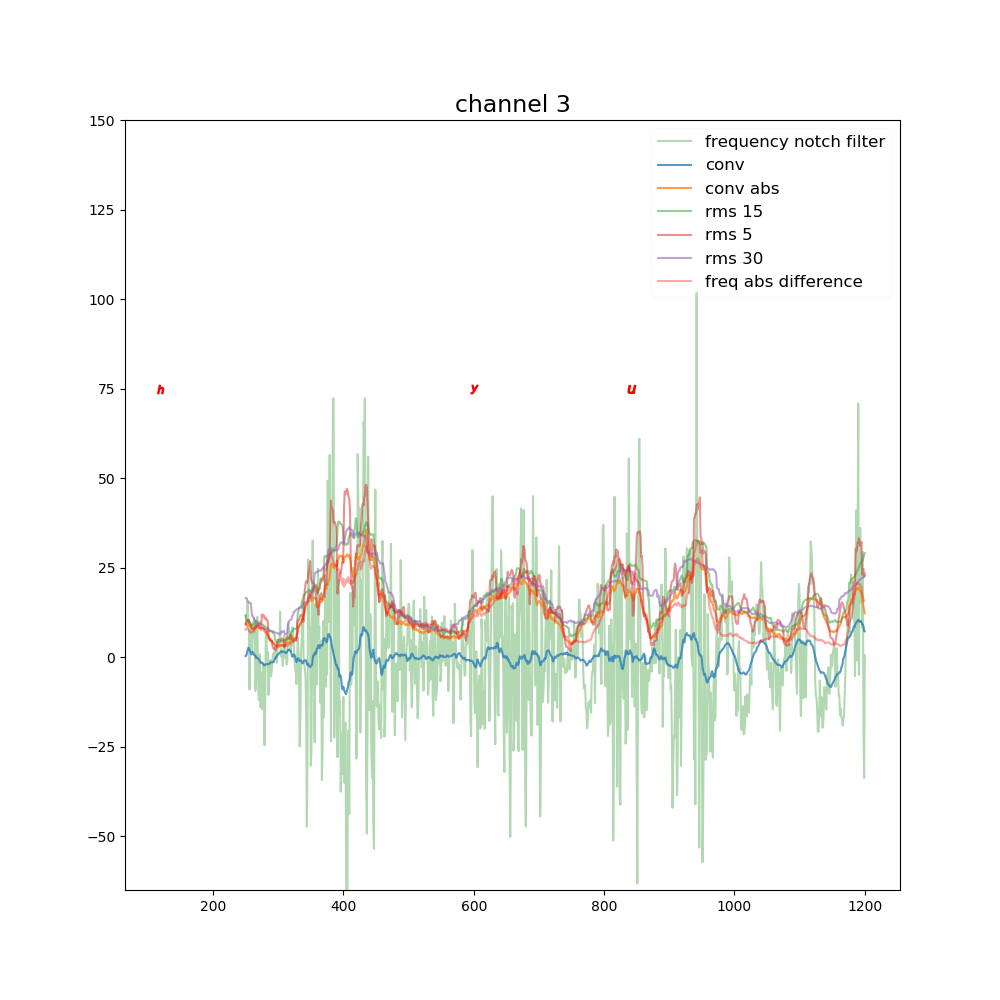 channel 3
150
125
100
75
50
25
0
−25
−50
frequency notch filter
conv
conv abs
rms 15
rms 5
rms 30
freq abs difference
h
y
u
200 400 600 800 1000 1200